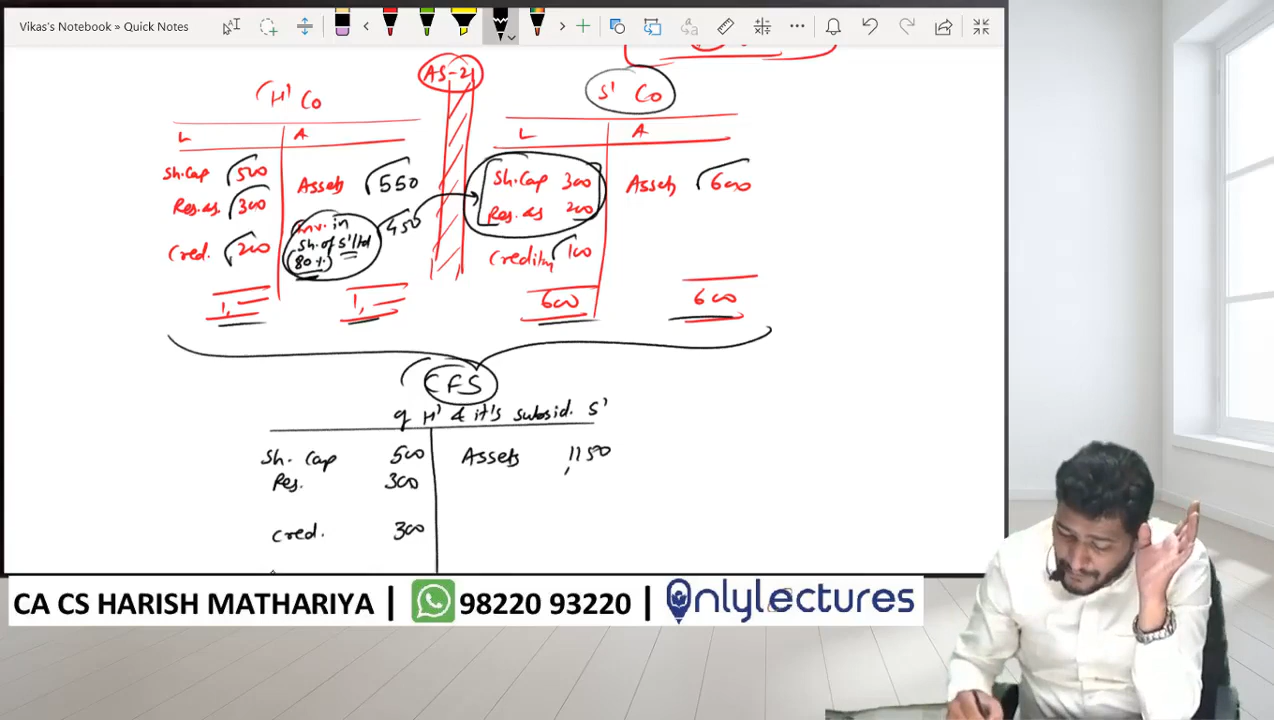 Vikas's Notebook » Quick Notes
AS-21
'H' Co
L A
Sh.Cap 500
Assets 550
Res.&s. 300
Inv. in
Sh. of S'ltd
80%
450
Cred. 200
1, 1,
S' Co
L A
Sh.Cap 300
Assets 600
Res.&s 200
Creditors 100
600 600
CFS
of H' & it's subsid. S'
Sh. Cap 500 Assets 1,150
Res. 300
Cred. 300
CA CS HARISH MATHARIYA | 98220 93220 | Onlylectures